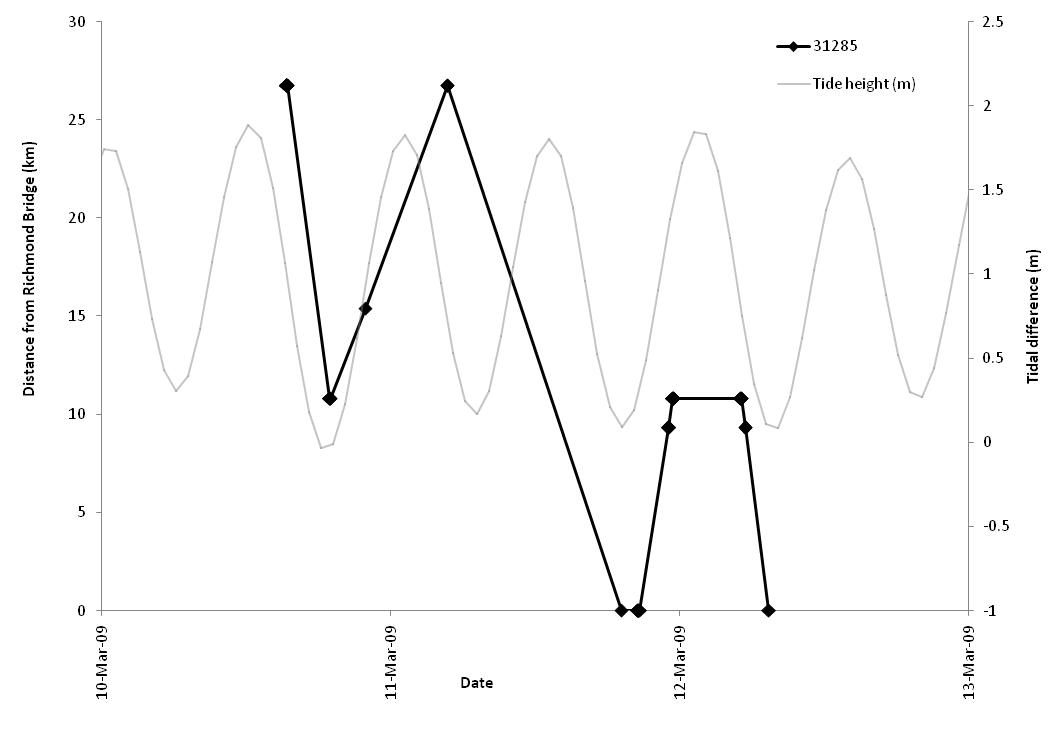 30
25
20
15
10
5
0
Distance from Richmond Bridge (km)
31285
Tide height (m)
2.5
2
1.5
1
0.5
0
-0.5
-1
Tidal difference (m)
10-Mar-09
11-Mar-09
12-Mar-09
13-Mar-09
Date